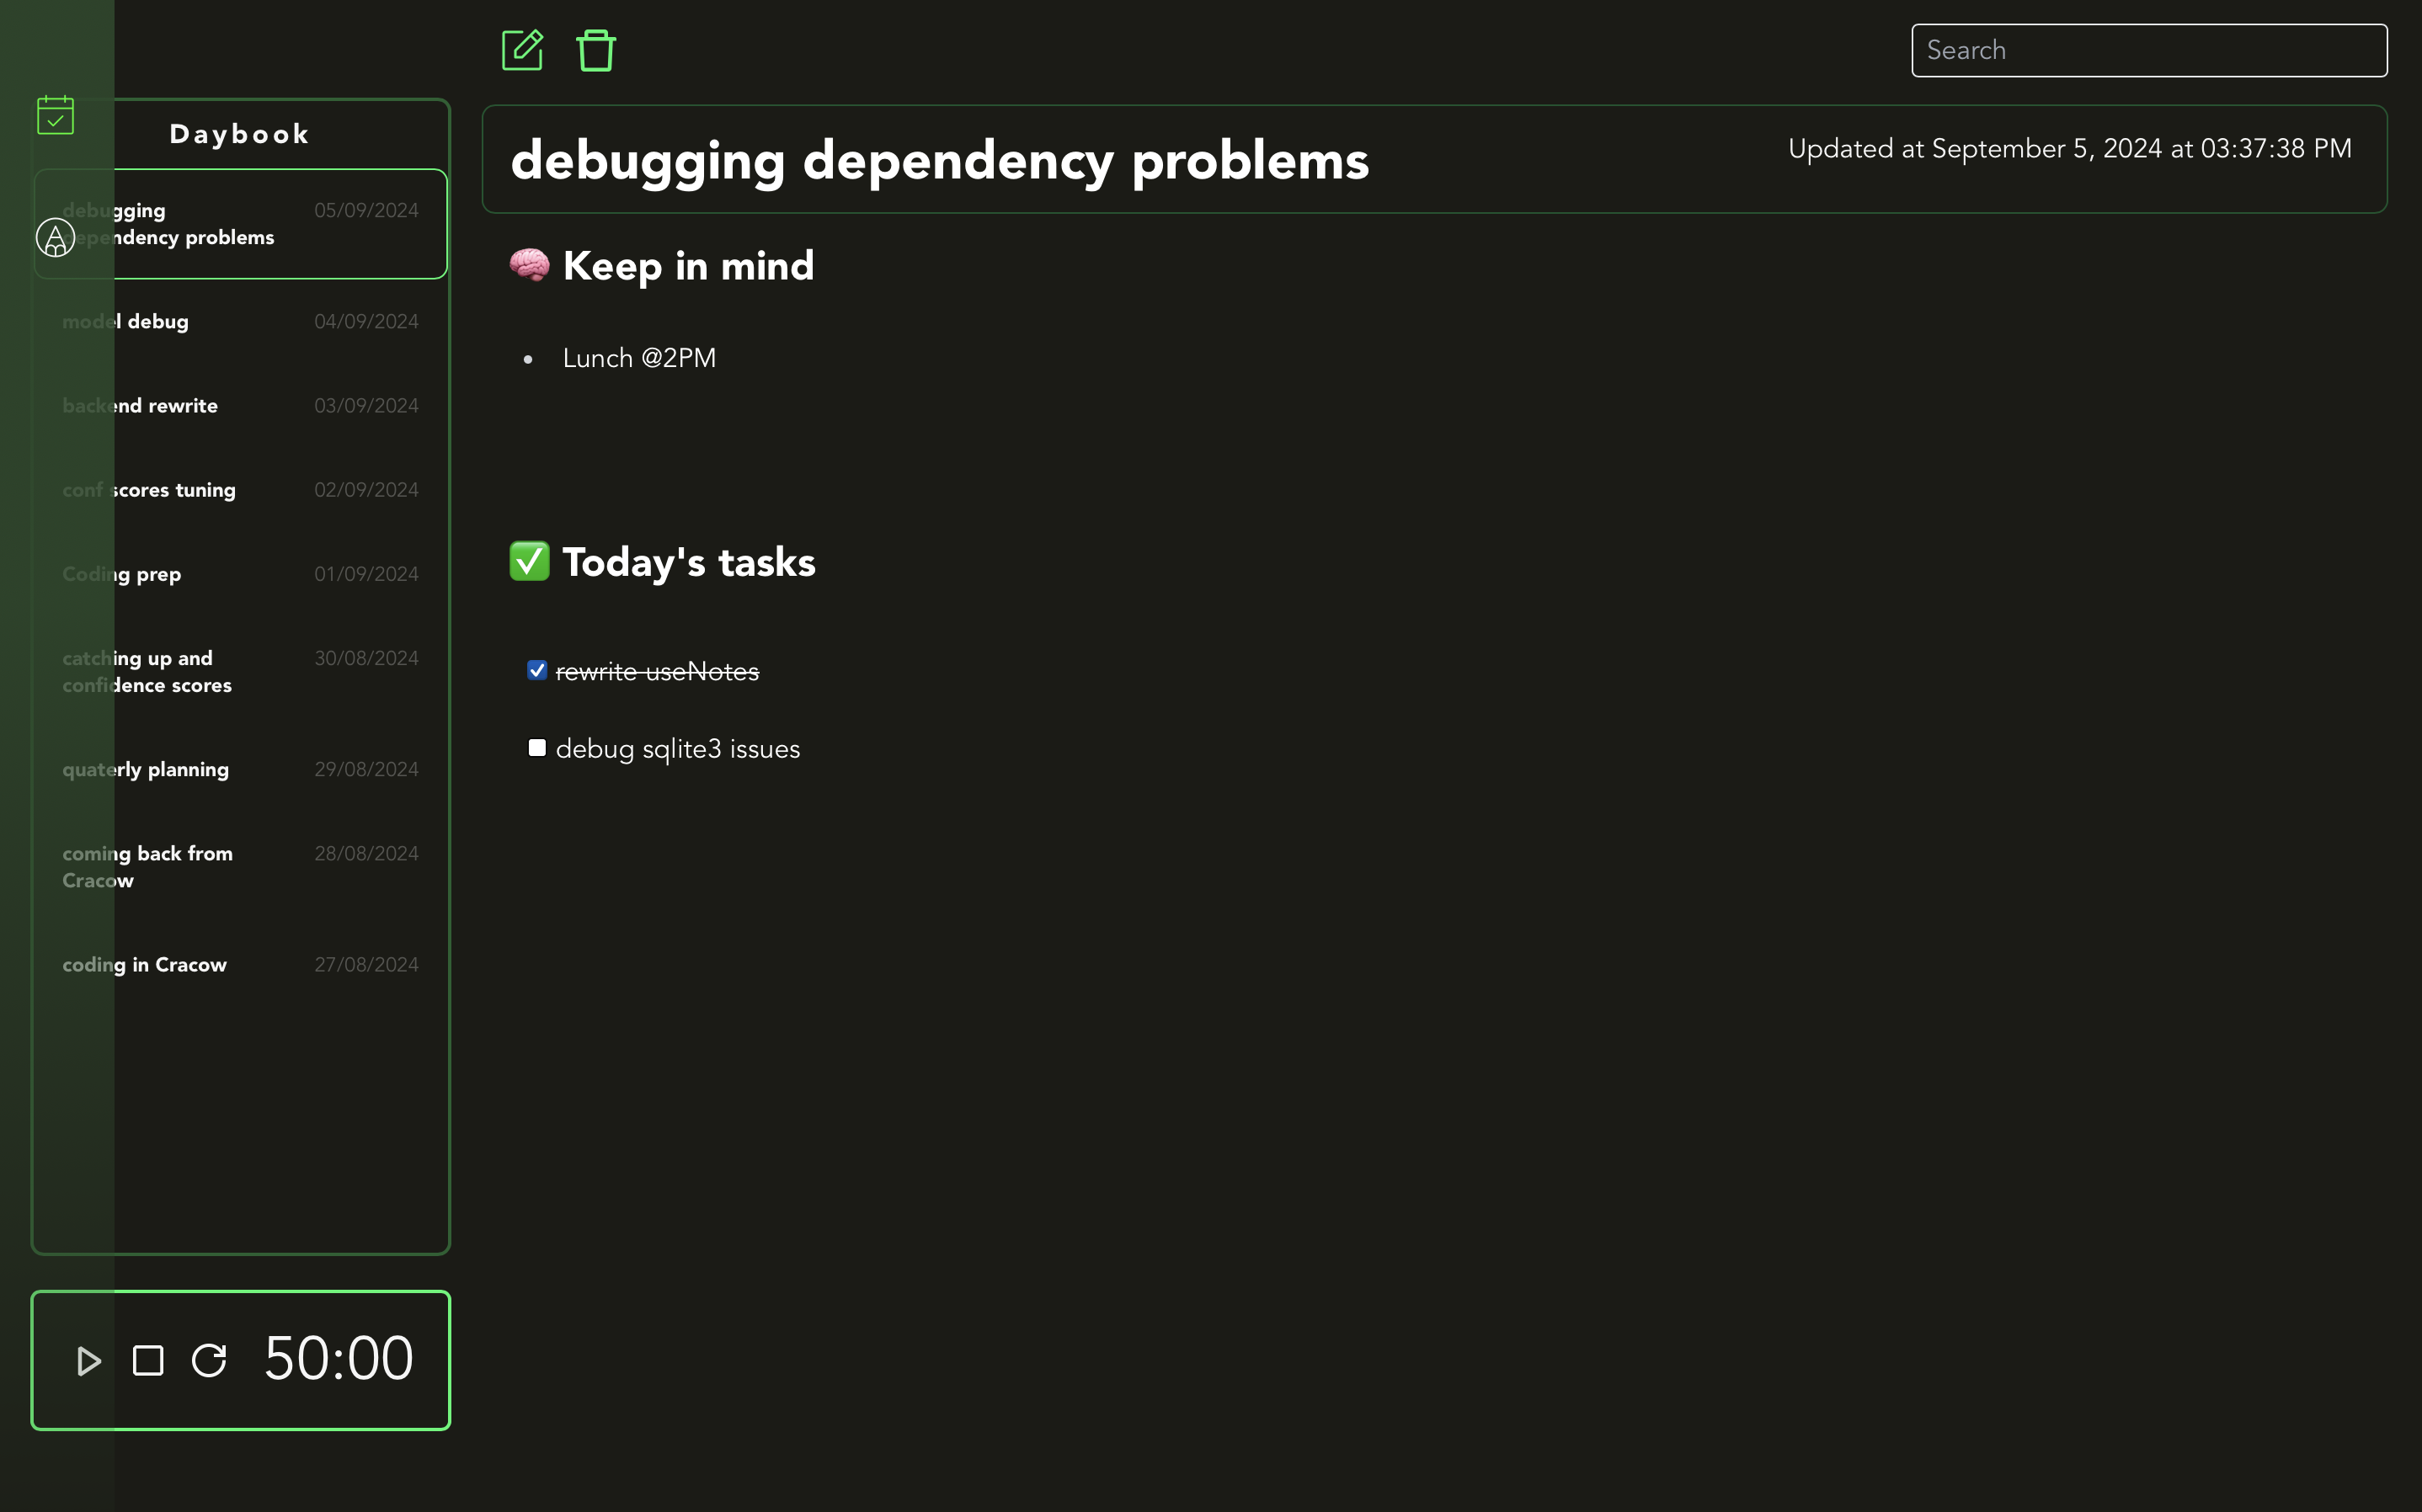 Search
Daybook
debugging 05/09/2024
dependency problems
model debug 04/09/2024
backend rewrite 03/09/2024
conf scores tuning 02/09/2024
Coding prep 01/09/2024
catching up and 30/08/2024
confidence scores
quaterly planning 29/08/2024
coming back from 28/08/2024
Cracow
coding in Cracow 27/08/2024
50:00
debugging dependency problems
Updated at September 5, 2024 at 03:37:38 PM
🧠 Keep in mind
• Lunch @2PM
✅ Today's tasks
rewrite useNotes
debug sqlite3 issues